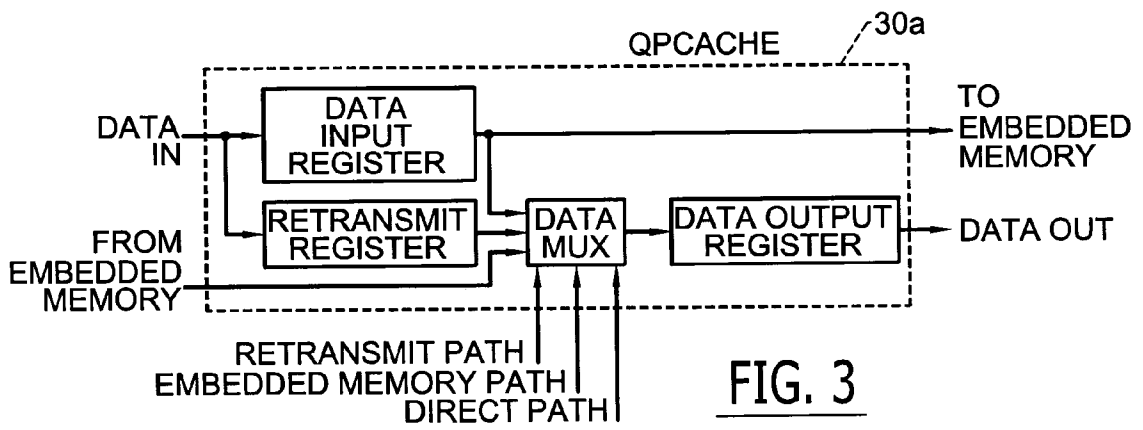 30a
QPCACHE
DATA
IN
DATA
INPUT
REGISTER
TO
EMBEDDED
MEMORY
RETRANSMIT
REGISTER
DATA
MUX
DATA OUTPUT
REGISTER
DATA OUT
FROM
EMBEDDED
MEMORY
RETRANSMIT PATH
EMBEDDED MEMORY PATH
DIRECT PATH
FIG. 3